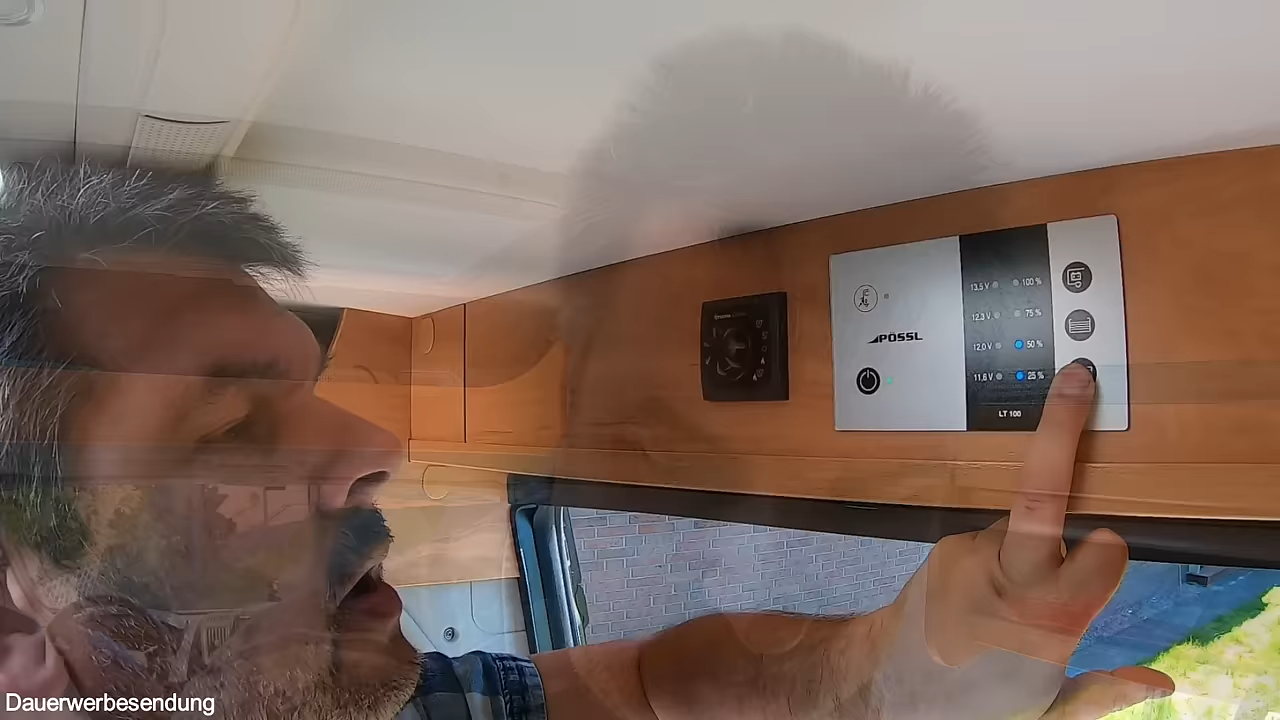 PÖSSL
13,5 V 100 %
12,3 V 75 %
12,0 V 50 %
11,6 V 25 %
LT 100
Dauerwerbesendung